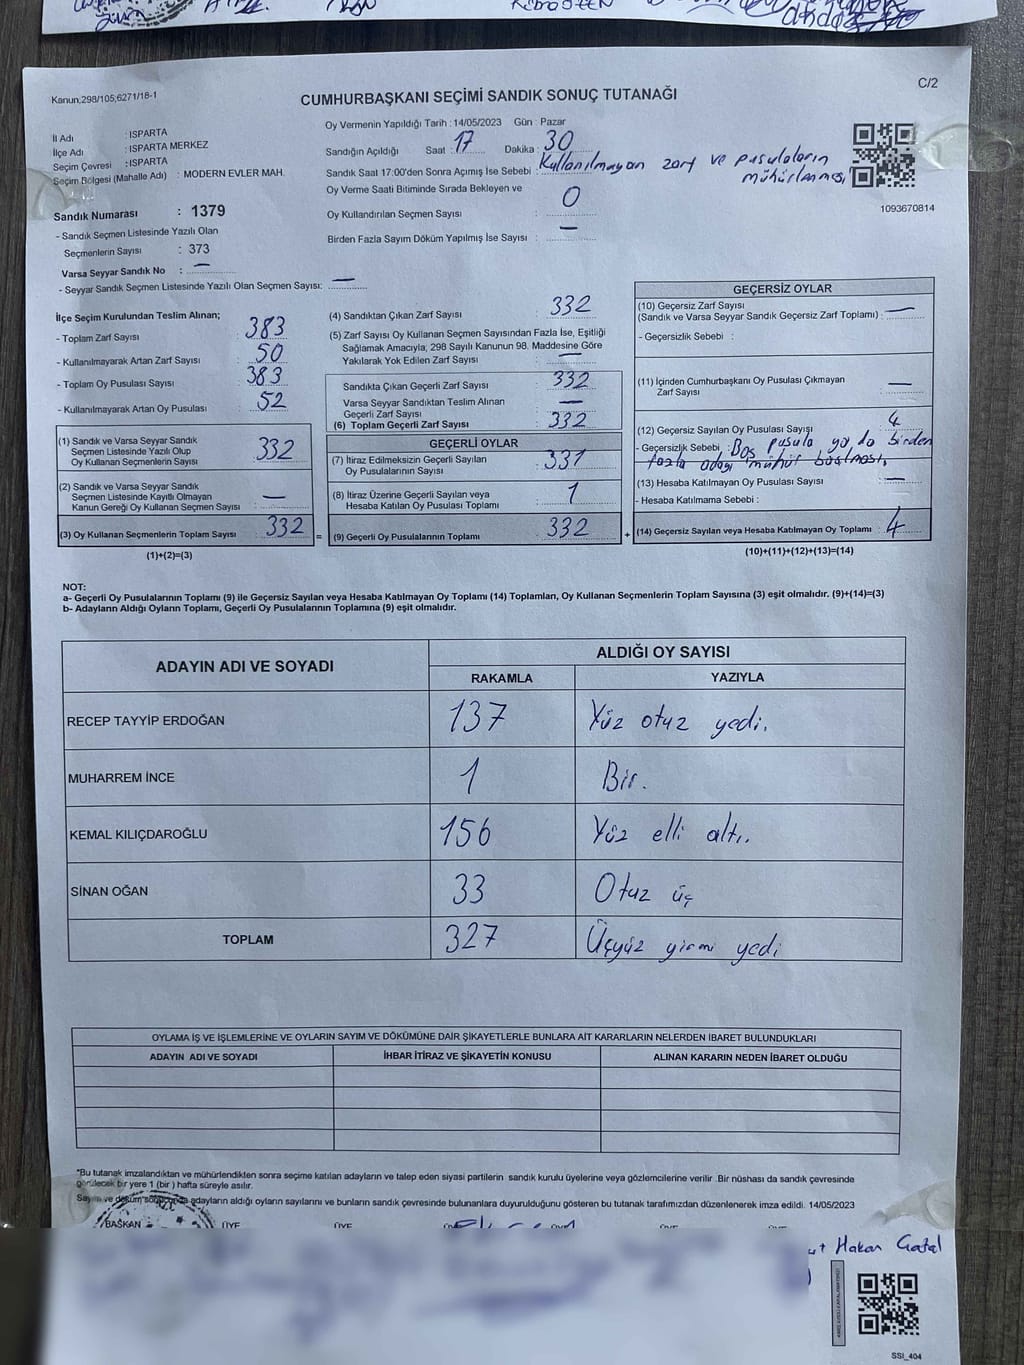 Kanun;298/105;6271/18-1
C/2
CUMHURBAŞKANI SEÇİMİ SANDIK SONUÇ TUTANAĞI
İl Adı : ISPARTA
İlçe Adı : ISPARTA MERKEZ
Seçim Çevresi : ISPARTA
Seçim Bölgesi (Mahalle Adı) : MODERN EVLER MAH.
Sandık Numarası : 1379
- Sandık Seçmen Listesinde Yazılı Olan
Seçmenlerin Sayısı : 373
Varsa Seyyar Sandık No : —
- Seyyar Sandık Seçmen Listesinde Yazılı Olan Seçmen Sayısı: —
Oy Vermenin Yapıldığı Tarih : 14/05/2023 Gün : Pazar
Sandığın Açıldığı Saat : 17 Dakika : 30
Sandık Saat 17:00'den Sonra Açımış İse Sebebi : Kullanılmayan zarf ve pusulaların
mühürlenmesi
Oy Verme Saati Bitiminde Sırada Bekleyen ve
Oy Kullandırılan Seçmen Sayısı : 0
Birden Fazla Sayım Döküm Yapılmış İse Sayısı : —
1093670814
İlçe Seçim Kurulundan Teslim Alınan;
- Toplam Zarf Sayısı : 383
- Kullanılmayarak Artan Zarf Sayısı : 50
- Toplam Oy Pusulası Sayısı : 383
- Kullanılmayarak Artan Oy Pusulası : 52
(1) Sandık ve Varsa Seyyar Sandık
Seçmen Listesinde Yazılı Olup
Oy Kullanan Seçmenlerin Sayısı : 332
(2) Sandık ve Varsa Seyyar Sandık
Seçmen Listesinde Kayıtlı Olmayan
Kanun Gereği Oy Kullanan Seçmen Sayısı : —
(3) Oy Kullanan Seçmenlerin Toplam Sayısı : 332
(1)+(2)=(3)
=
(4) Sandıktan Çıkan Zarf Sayısı : 332
(5) Zarf Sayısı Oy Kullanan Seçmen Sayısından Fazla İse, Eşitliği
Sağlamak Amacıyla, 298 Sayılı Kanunun 98. Maddesine Göre
Yakılarak Yok Edilen Zarf Sayısı : —
Sandıkta Çıkan Geçerli Zarf Sayısı : 332
Varsa Seyyar Sandıktan Teslim Alınan
Geçerli Zarf Sayısı : —
(6) Toplam Geçerli Zarf Sayısı : 332
GEÇERLİ OYLAR
(7) İtiraz Edilmeksizin Geçerli Sayılan
Oy Pusulalarının Sayısı : 331
(8) İtiraz Üzerine Geçerli Sayılan veya
Hesaba Katılan Oy Pusulası Toplamı : 1
(9) Geçerli Oy Pusulalarının Toplamı : 332
+
GEÇERSİZ OYLAR
(10) Geçersiz Zarf Sayısı
(Sandık ve Varsa Seyyar Sandık Geçersiz Zarf Toplamı) : —
- Geçersizlik Sebebi :
(11) İçinden Cumhurbaşkanı Oy Pusulası Çıkmayan
Zarf Sayısı : —
(12) Geçersiz Sayılan Oy Pusulası Sayışı : 4
- Geçersizlik Sebebi : Boş pusula ya da birden
fazla adayı mühür basılması.
(13) Hesaba Katılmayan Oy Pusulası Sayısı : —
- Hesaba Katılmama Sebebi :
(14) Geçersiz Sayılan veya Hesaba Katılmayan Oy Toplamı : 4
(10)+(11)+(12)+(13)=(14)
NOT:
a- Geçerli Oy Pusulalarının Toplamı (9) ile Geçersiz Sayılan veya Hesaba Katılmayan Oy Toplamı (14) Toplamları, Oy Kullanan Seçmenlerin Toplam Sayısına (3) eşit olmalıdır. (9)+(14)=(3)
b- Adayların Aldığı Oyların Toplamı, Geçerli Oy Pusulalarının Toplamına (9) eşit olmalıdır.
ADAYIN ADI VE SOYADI
ALDIĞI OY SAYISI
RAKAMLA YAZIYLA
RECEP TAYYİP ERDOĞAN 137 Yüz otuz yedi.
MUHARREM İNCE 1 Bir.
KEMAL KILIÇDAROĞLU 156 Yüz elli altı.
SİNAN OĞAN 33 Otuz üç
TOPLAM 327 Üçyüz yirmi yedi
OYLAMA İŞ VE İŞLEMLERİNE VE OYLARIN SAYIM VE DÖKÜMÜNE DAİR ŞİKAYETLERLE BUNLARA AİT KARARLARIN NELERDEN İBARET BULUNDUKLARI
ADAYIN ADI VE SOYADI İHBAR İTİRAZ VE ŞİKAYETİN KONUSU ALINAN KARARIN NEDEN İBARET OLDUĞU
*Bu tutanak imzalandıktan ve mühürlendikten sonra seçime katılan adayların ve talep eden siyasi partilerin sandık kurulu üyelerine veya gözlemcilerine verilir .Bir nüshası da sandık çevresinde
görülecek bir yere 1 (bir ) hafta süreyle asılır.
Sayım ve döküm sonucunda adayların aldığı oyların sayılarını ve bunların sandık çevresinde bulunanlara duyurulduğunu gösteren bu tutanak tarafımızdan düzenlenerek imza edildi. 14/05/2023
BAŞKAN ÜYE ÜYE ÜYE ÜYE
Hakan
SSI_404